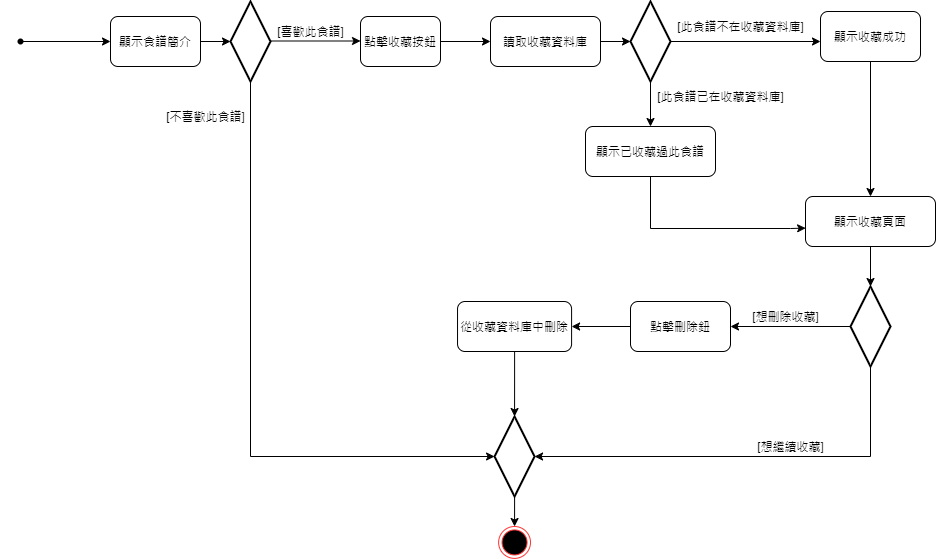 顯示食譜簡介
[喜歡此食譜]
點擊收藏按鈕
讀取收藏資料庫
[此食譜不在收藏資料庫]
顯示收藏成功
[不喜歡此食譜]
[此食譜已在收藏資料庫]
顯示已收藏過此食譜
顯示收藏頁面
從收藏資料庫中刪除
點擊刪除鈕
[想刪除收藏]
[想繼續收藏]